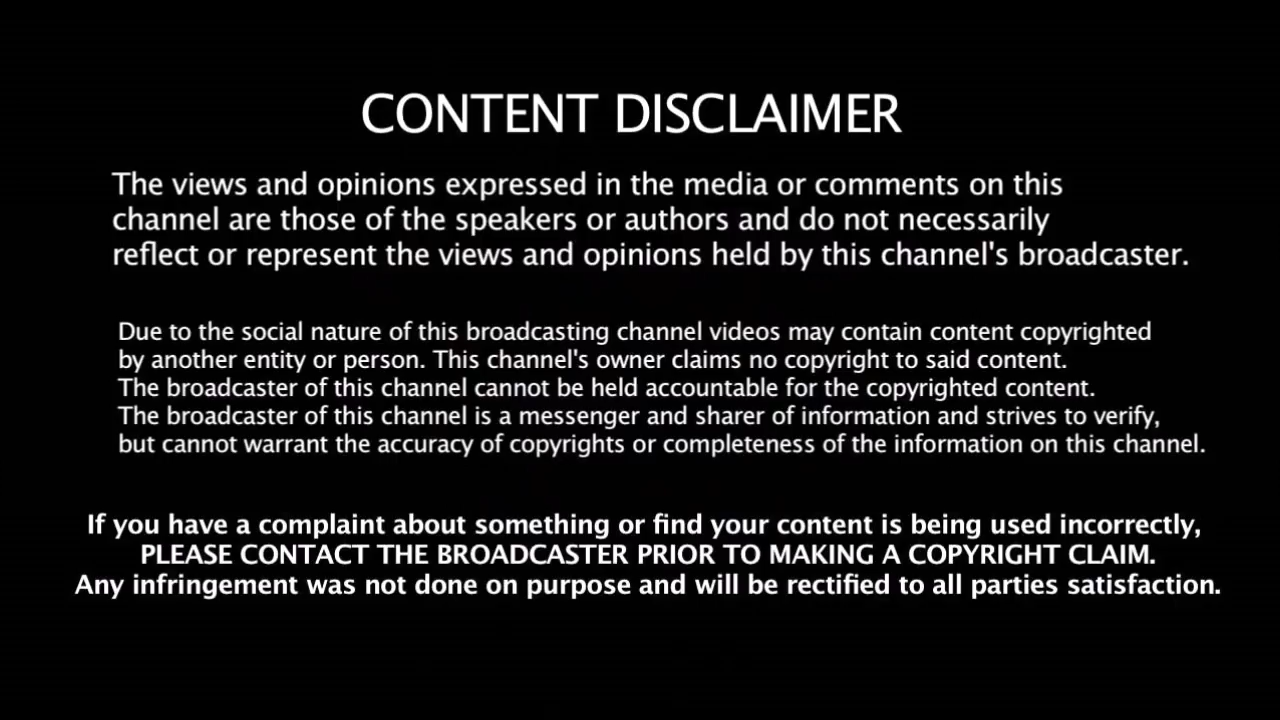 CONTENT DISCLAIMER
The views and opinions expressed in the media or comments on this
channel are those of the speakers or authors and do not necessarily
reflect or represent the views and opinions held by this channel's broadcaster.
Due to the social nature of this broadcasting channel videos may contain content copyrighted
by another entity or person. This channel's owner claims no copyright to said content.
The broadcaster of this channel cannot be held accountable for the copyrighted content.
The broadcaster of this channel is a messenger and sharer of information and strives to verify,
but cannot warrant the accuracy of copyrights or completeness of the information on this channel.
If you have a complaint about something or find your content is being used incorrectly,
PLEASE CONTACT THE BROADCASTER PRIOR TO MAKING A COPYRIGHT CLAIM.
Any infringement was not done on purpose and will be rectified to all parties satisfaction.